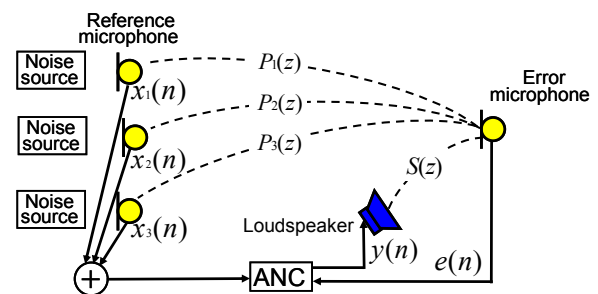 Reference
microphone
Noise
source
x₁(n)
P₁(z)
Error
microphone
Noise
source
x₂(n)
P₂(z)
P₃(z)
S(z)
Noise
source
x₃(n)
Loudspeaker
y(n)
e(n)
+
ANC